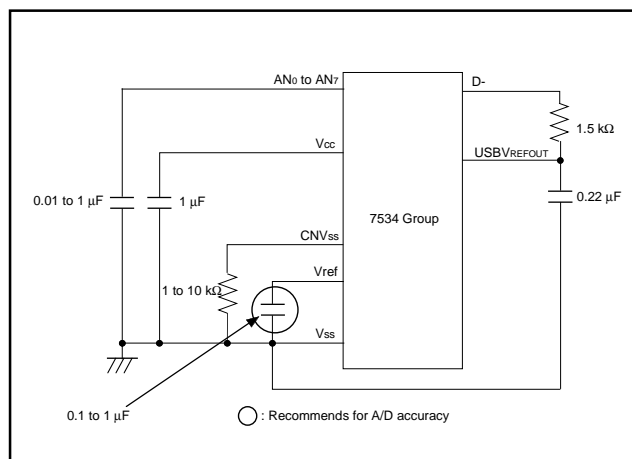 AN0 to AN7
D-
1.5 kΩ
Vcc
USBVREFOUT
0.01 to 1 µF
1 µF
0.22 µF
7534 Group
CNVss
Vref
1 to 10 kΩ
Vss
0.1 to 1 µF
: Recommends for A/D accuracy